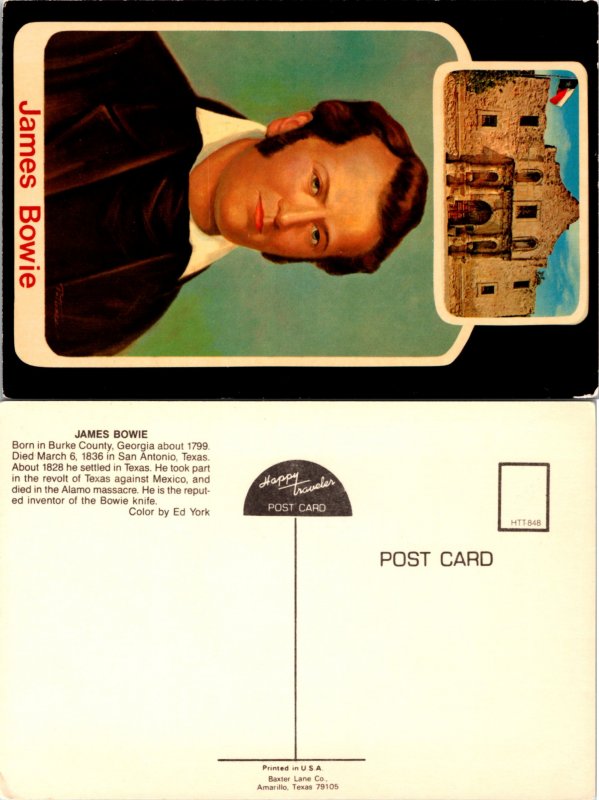 James Bowie
JAMES BOWIE
Born in Burke County, Georgia about 1799.
Died March 6, 1836 in San Antonio, Texas.
About 1828 he settled in Texas. He took part
in the revolt of Texas against Mexico, and
died in the Alamo massacre. He is the reput-
ed inventor of the Bowie knife.
Color by Ed York
Happy
traveler
POST CARD
HTT-848
POST CARD
Printed in U.S.A.
Baxter Lane Co.,
Amarillo, Texas 79105